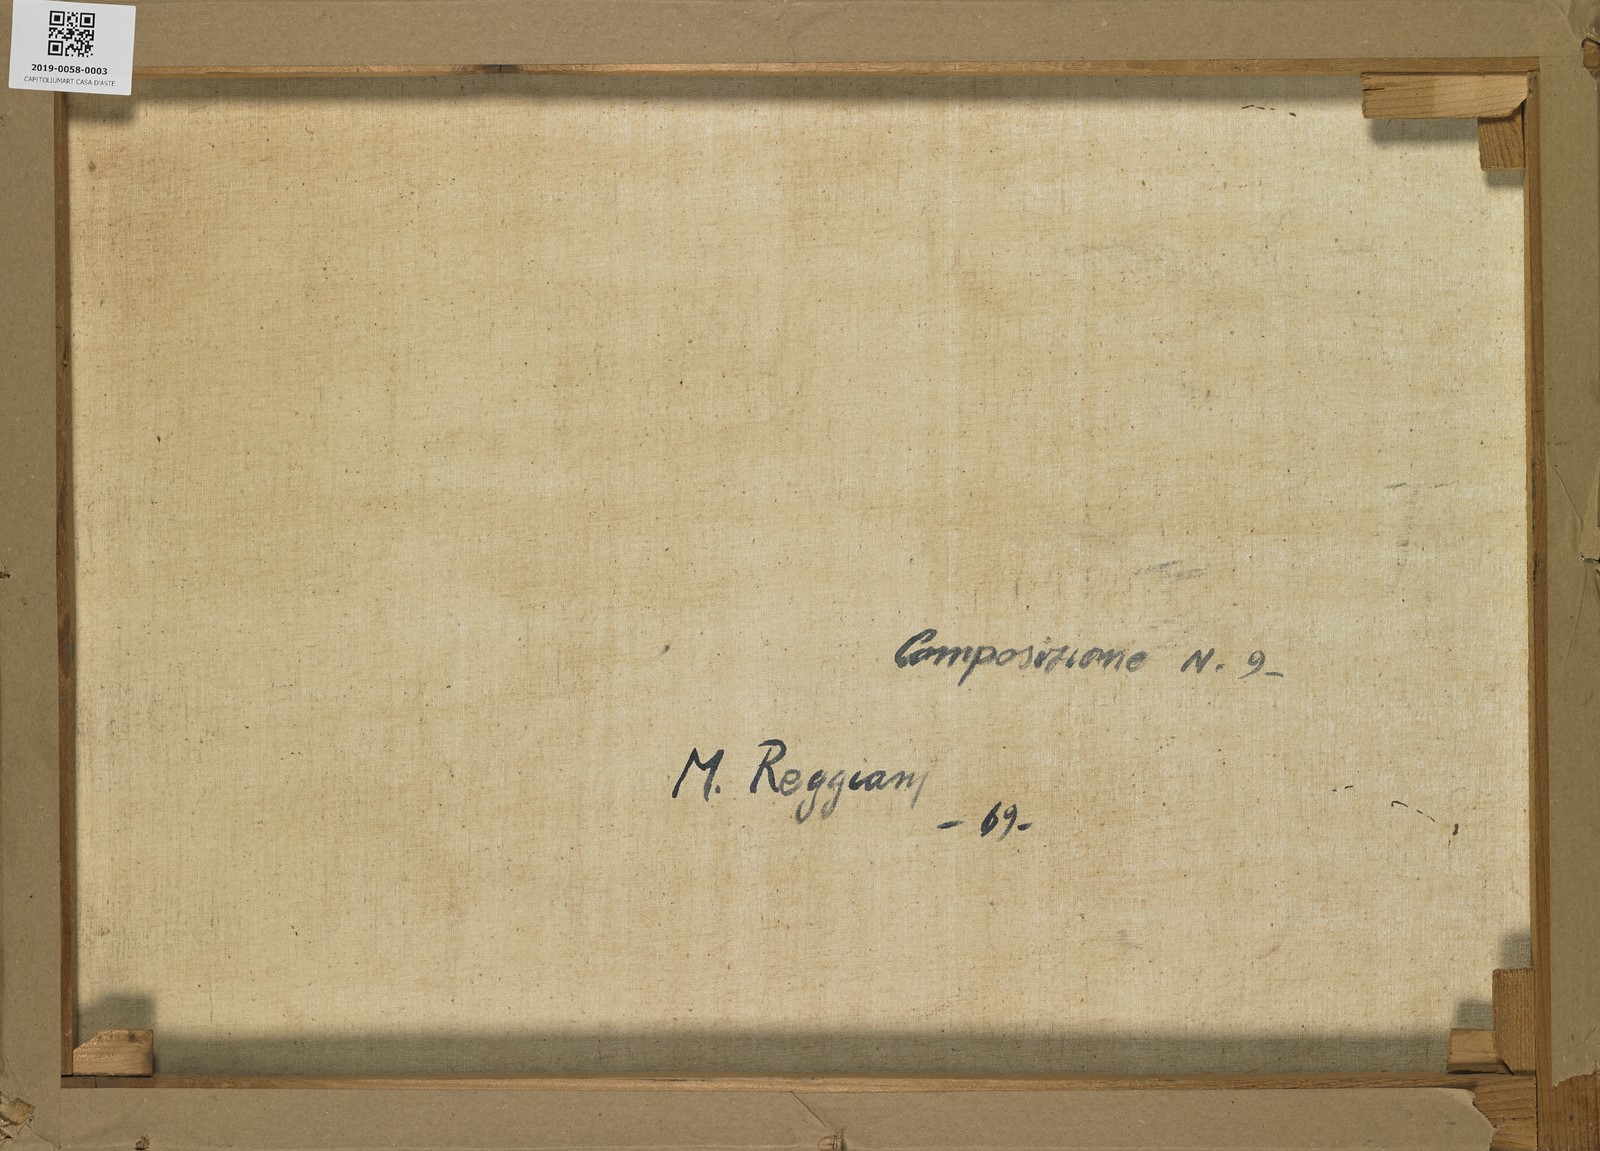 2019-0058-0003
CAPITOLIUMART CASA D'ASTE
Composizione N. 9-
M. Reggiani
- 69-